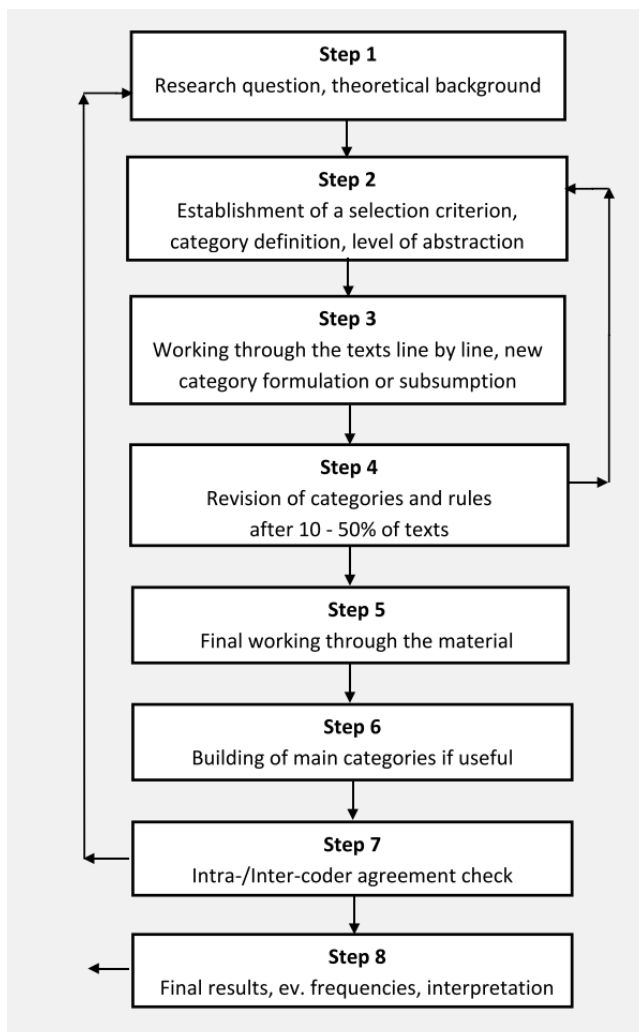 Step 1
Research question, theoretical background
Step 2
Establishment of a selection criterion,
category definition, level of abstraction
Step 3
Working through the texts line by line, new
category formulation or subsumption
Step 4
Revision of categories and rules
after 10 - 50% of texts
Step 5
Final working through the material
Step 6
Building of main categories if useful
Step 7
Intra-/Inter-coder agreement check
Step 8
Final results, ev. frequencies, interpretation